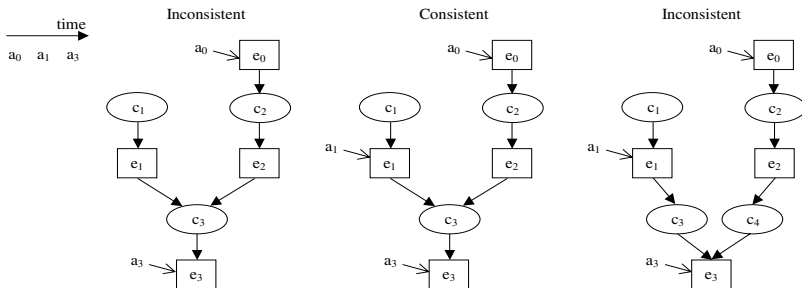 Inconsistent Consistent Inconsistent
time
a0 a1 a3
a0 e0 a0 e0 a0 e0
c1 c2 c1 c2 c1 c2
e1 e2 a1 e1 e2 a1 e1 e2
c3 c3 c3 c4
a3 e3 a3 e3 a3 e3